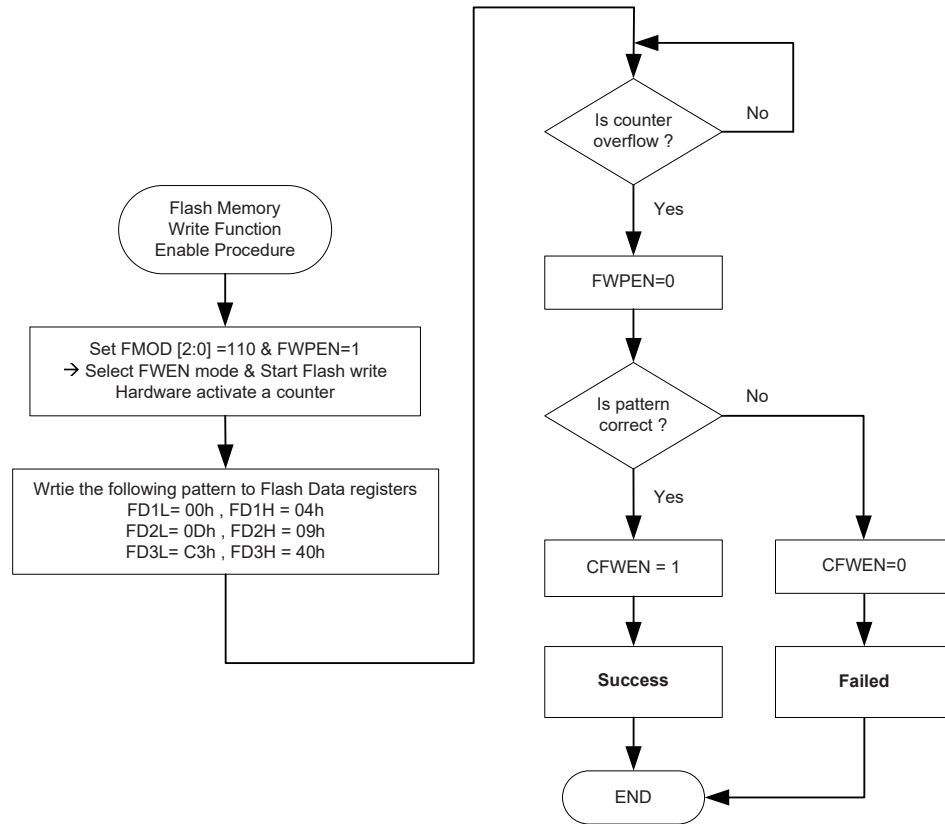 Flash Memory
Write Function
Enable Procedure
Set FMOD [2:0] =110 & FWPEN=1
→ Select FWEN mode & Start Flash write
Hardware activate a counter
Wrtie the following pattern to Flash Data registers
FD1L= 00h , FD1H = 04h
FD2L= 0Dh , FD2H = 09h
FD3L= C3h , FD3H = 40h
Is counter
overflow ?
No
Yes
FWPEN=0
Is pattern
correct ?
No
Yes
CFWEN = 1
CFWEN=0
Success
Failed
END